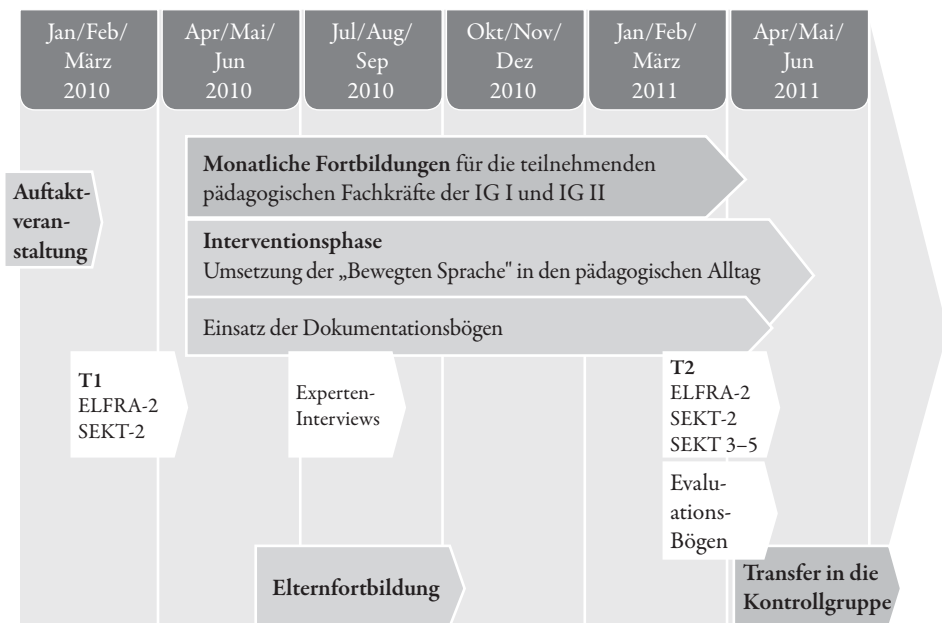 Jan/Feb/
März
2010
Apr/Mai/
Jun
2010
Jul/Aug/
Sep
2010
Okt/Nov/
Dez
2010
Jan/Feb/
März
2011
Apr/Mai/
Jun
2011
Auftakt-
veran-
staltung
Monatliche Fortbildungen für die teilnehmenden
pädagogischen Fachkräfte der IG I und IG II
Interventionsphase
Umsetzung der „Bewegten Sprache" in den pädagogischen Alltag
Einsatz der Dokumentationsbögen
T1
ELFRA-2
SEKT-2
Experten-
Interviews
T2
ELFRA-2
SEKT-2
SEKT 3–5
Evalu-
ations-
Bögen
Elternfortbildung
Transfer in die
Kontrollgruppe